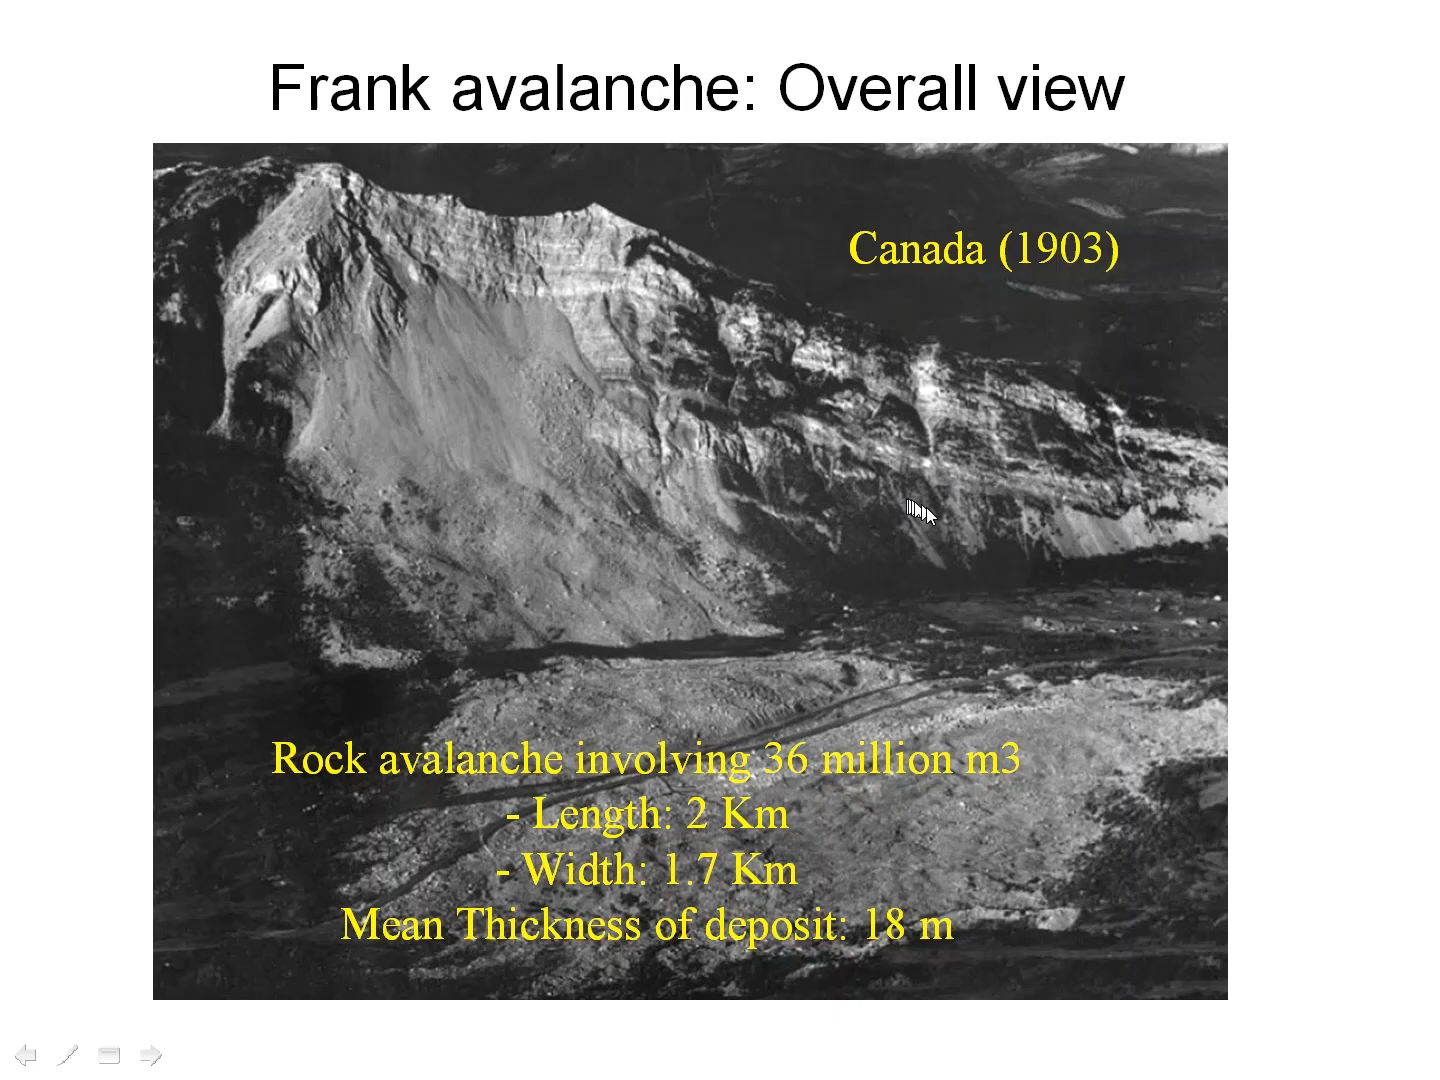 Frank avalanche: Overall view
Canada (1903)
Rock avalanche involving 36 million m3
- Length: 2 Km
- Width: 1.7 Km
Mean Thickness of deposit: 18 m